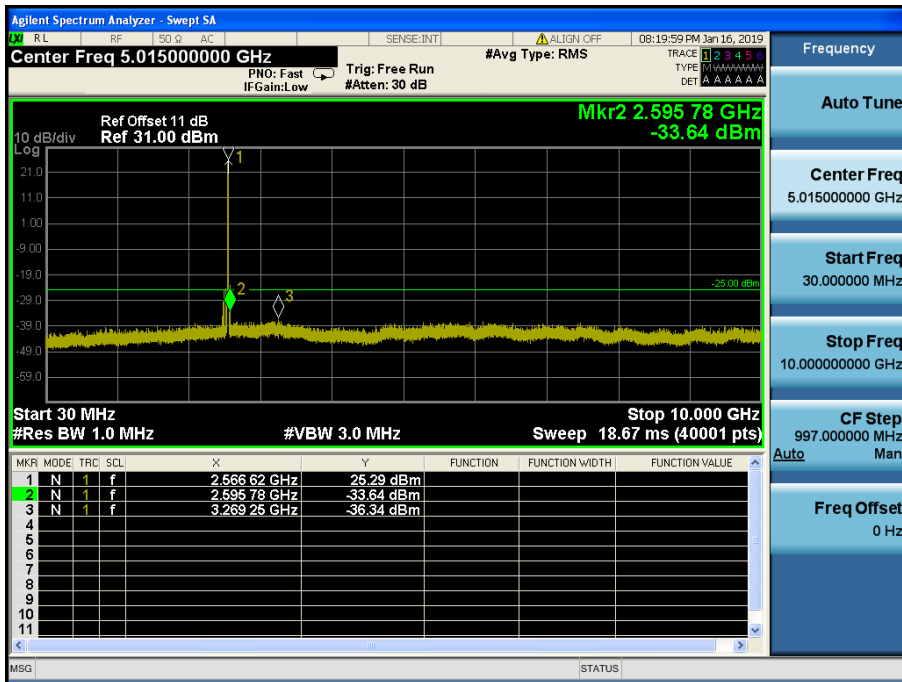 Agilent Spectrum Analyzer - Swept SA
LXI RL RF 50 Ω AC SENSE:INT ALIGN OFF 08:19:59 PM Jan 16, 2019
Center Freq 5.015000000 GHz #Avg Type: RMS TRACE 1 2 3 4 5 6
PNO: Fast Trig: Free Run TYPE MWWWWW
IFGain:Low #Atten: 30 dB DET A A A A A A
Mkr2 2.595 78 GHz
-33.64 dBm
Ref Offset 11 dB
10 dB/div Ref 31.00 dBm
Log
21.0
11.0
1.00
-9.00
-19.0
-29.0
-39.0
-49.0
-59.0
1
2
3
-25.00 dBm
Start 30 MHz Stop 10.000 GHz
#Res BW 1.0 MHz #VBW 3.0 MHz Sweep 18.67 ms (40001 pts)
MKR MODE TRC SCL X Y FUNCTION FUNCTION WIDTH FUNCTION VALUE
1 N 1 f 2.566 62 GHz 25.29 dBm
2 N 1 f 2.595 78 GHz -33.64 dBm
3 N 1 f 3.269 25 GHz -36.34 dBm
4
5
6
7
8
9
10
11
MSG STATUS
Frequency
Auto Tune
Center Freq
5.015000000 GHz
Start Freq
30.000000 MHz
Stop Freq
10.000000000 GHz
CF Step
997.000000 MHz
Auto Man
Freq Offset
0 Hz